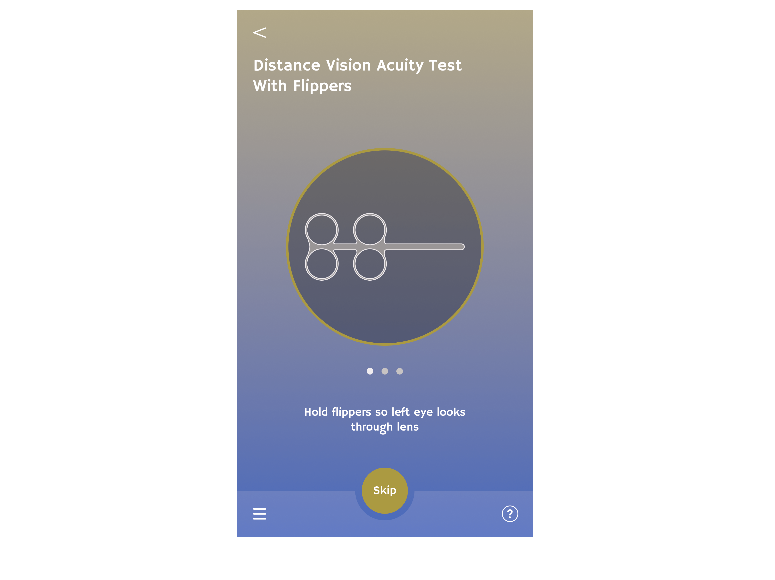 Distance Vision Acuity Test
With Flippers
Hold flippers so left eye looks
through lens
Skip
?